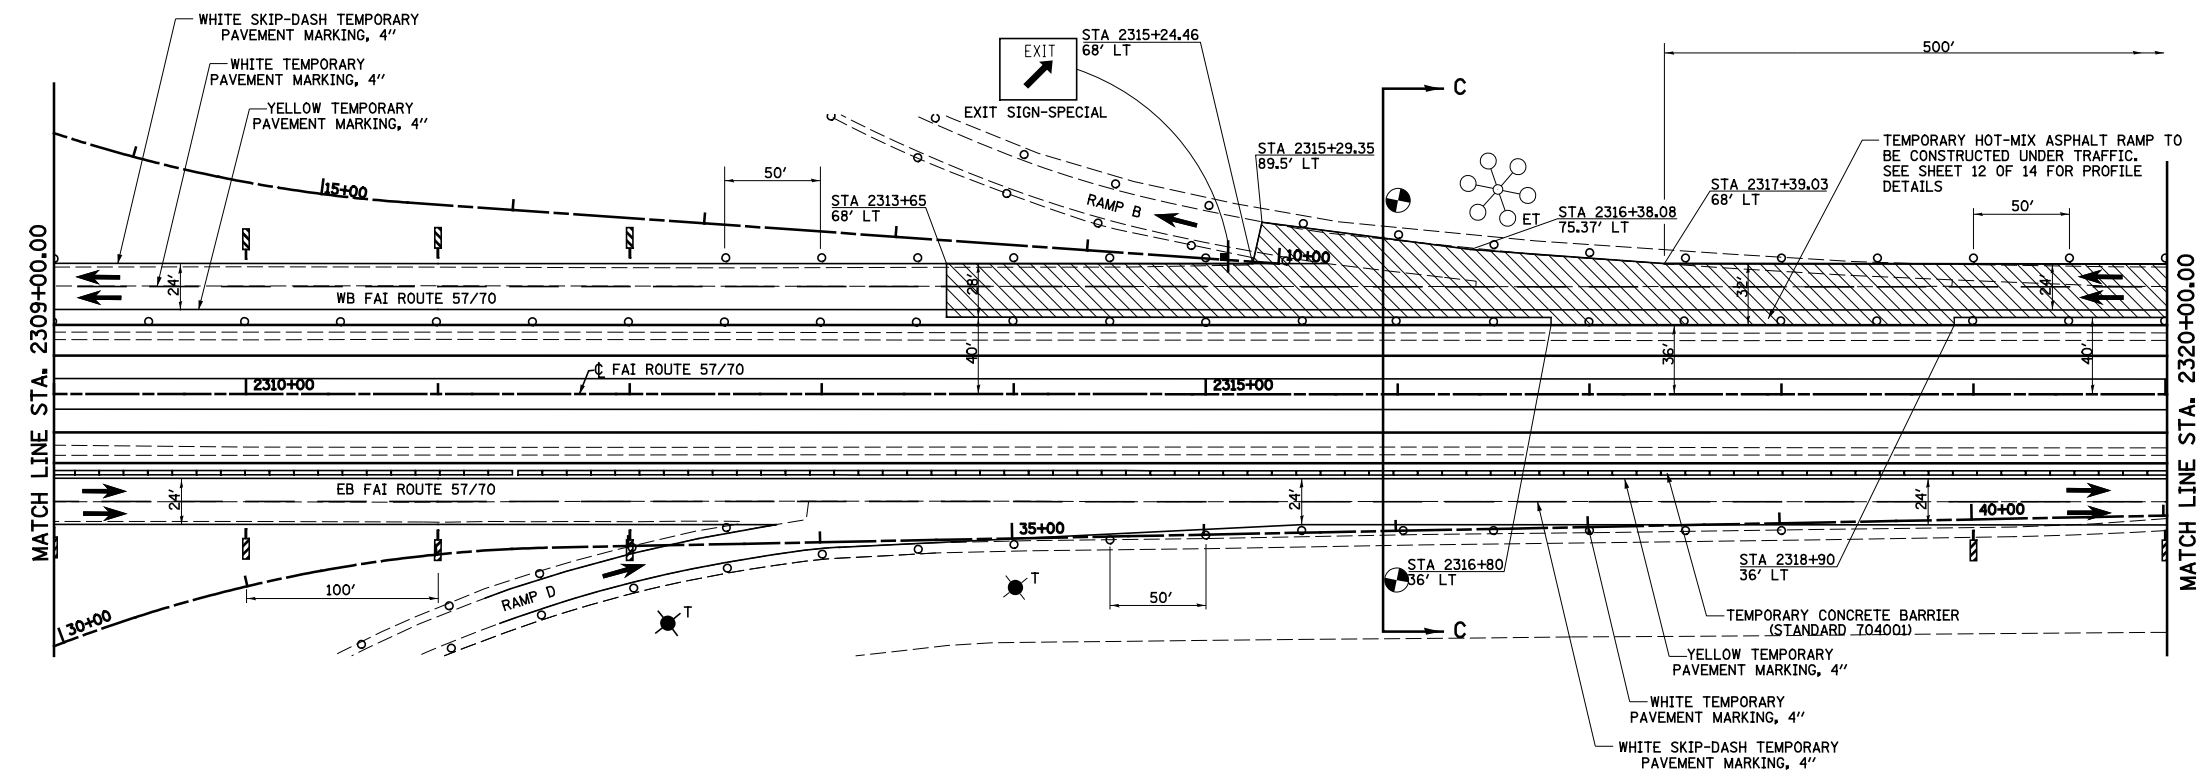 WHITE SKIP-DASH TEMPORARY
PAVEMENT MARKING, 4"
WHITE TEMPORARY
PAVEMENT MARKING, 4"
YELLOW TEMPORARY
PAVEMENT MARKING, 4"
EXIT
EXIT SIGN-SPECIAL
STA 2315+24.46
68' LT
C
500'
TEMPORARY HOT-MIX ASPHALT RAMP TO
BE CONSTRUCTED UNDER TRAFFIC.
SEE SHEET 12 OF 14 FOR PROFILE
DETAILS
STA 2315+29.35
89.5' LT
15+00
50'
STA 2313+65
68' LT
RAMP B
ET
STA 2316+38.08
75.37' LT
STA 2317+39.03
68' LT
50'
10+00
MATCH LINE STA. 2309+00.00
24'
WB FAI ROUTE 57/70
28'
32'
24'
MATCH LINE STA. 2320+00.00
40'
36'
40'
℄ FAI ROUTE 57/70
2310+00
2315+00
EB FAI ROUTE 57/70
24'
24'
24'
35+00
40+00
30+00
100'
RAMP D
T
T
50'
STA 2316+80
36' LT
STA 2318+90
36' LT
C
TEMPORARY CONCRETE BARRIER
(STANDARD 704001)
YELLOW TEMPORARY
PAVEMENT MARKING, 4"
WHITE TEMPORARY
PAVEMENT MARKING, 4"
WHITE SKIP-DASH TEMPORARY
PAVEMENT MARKING, 4"